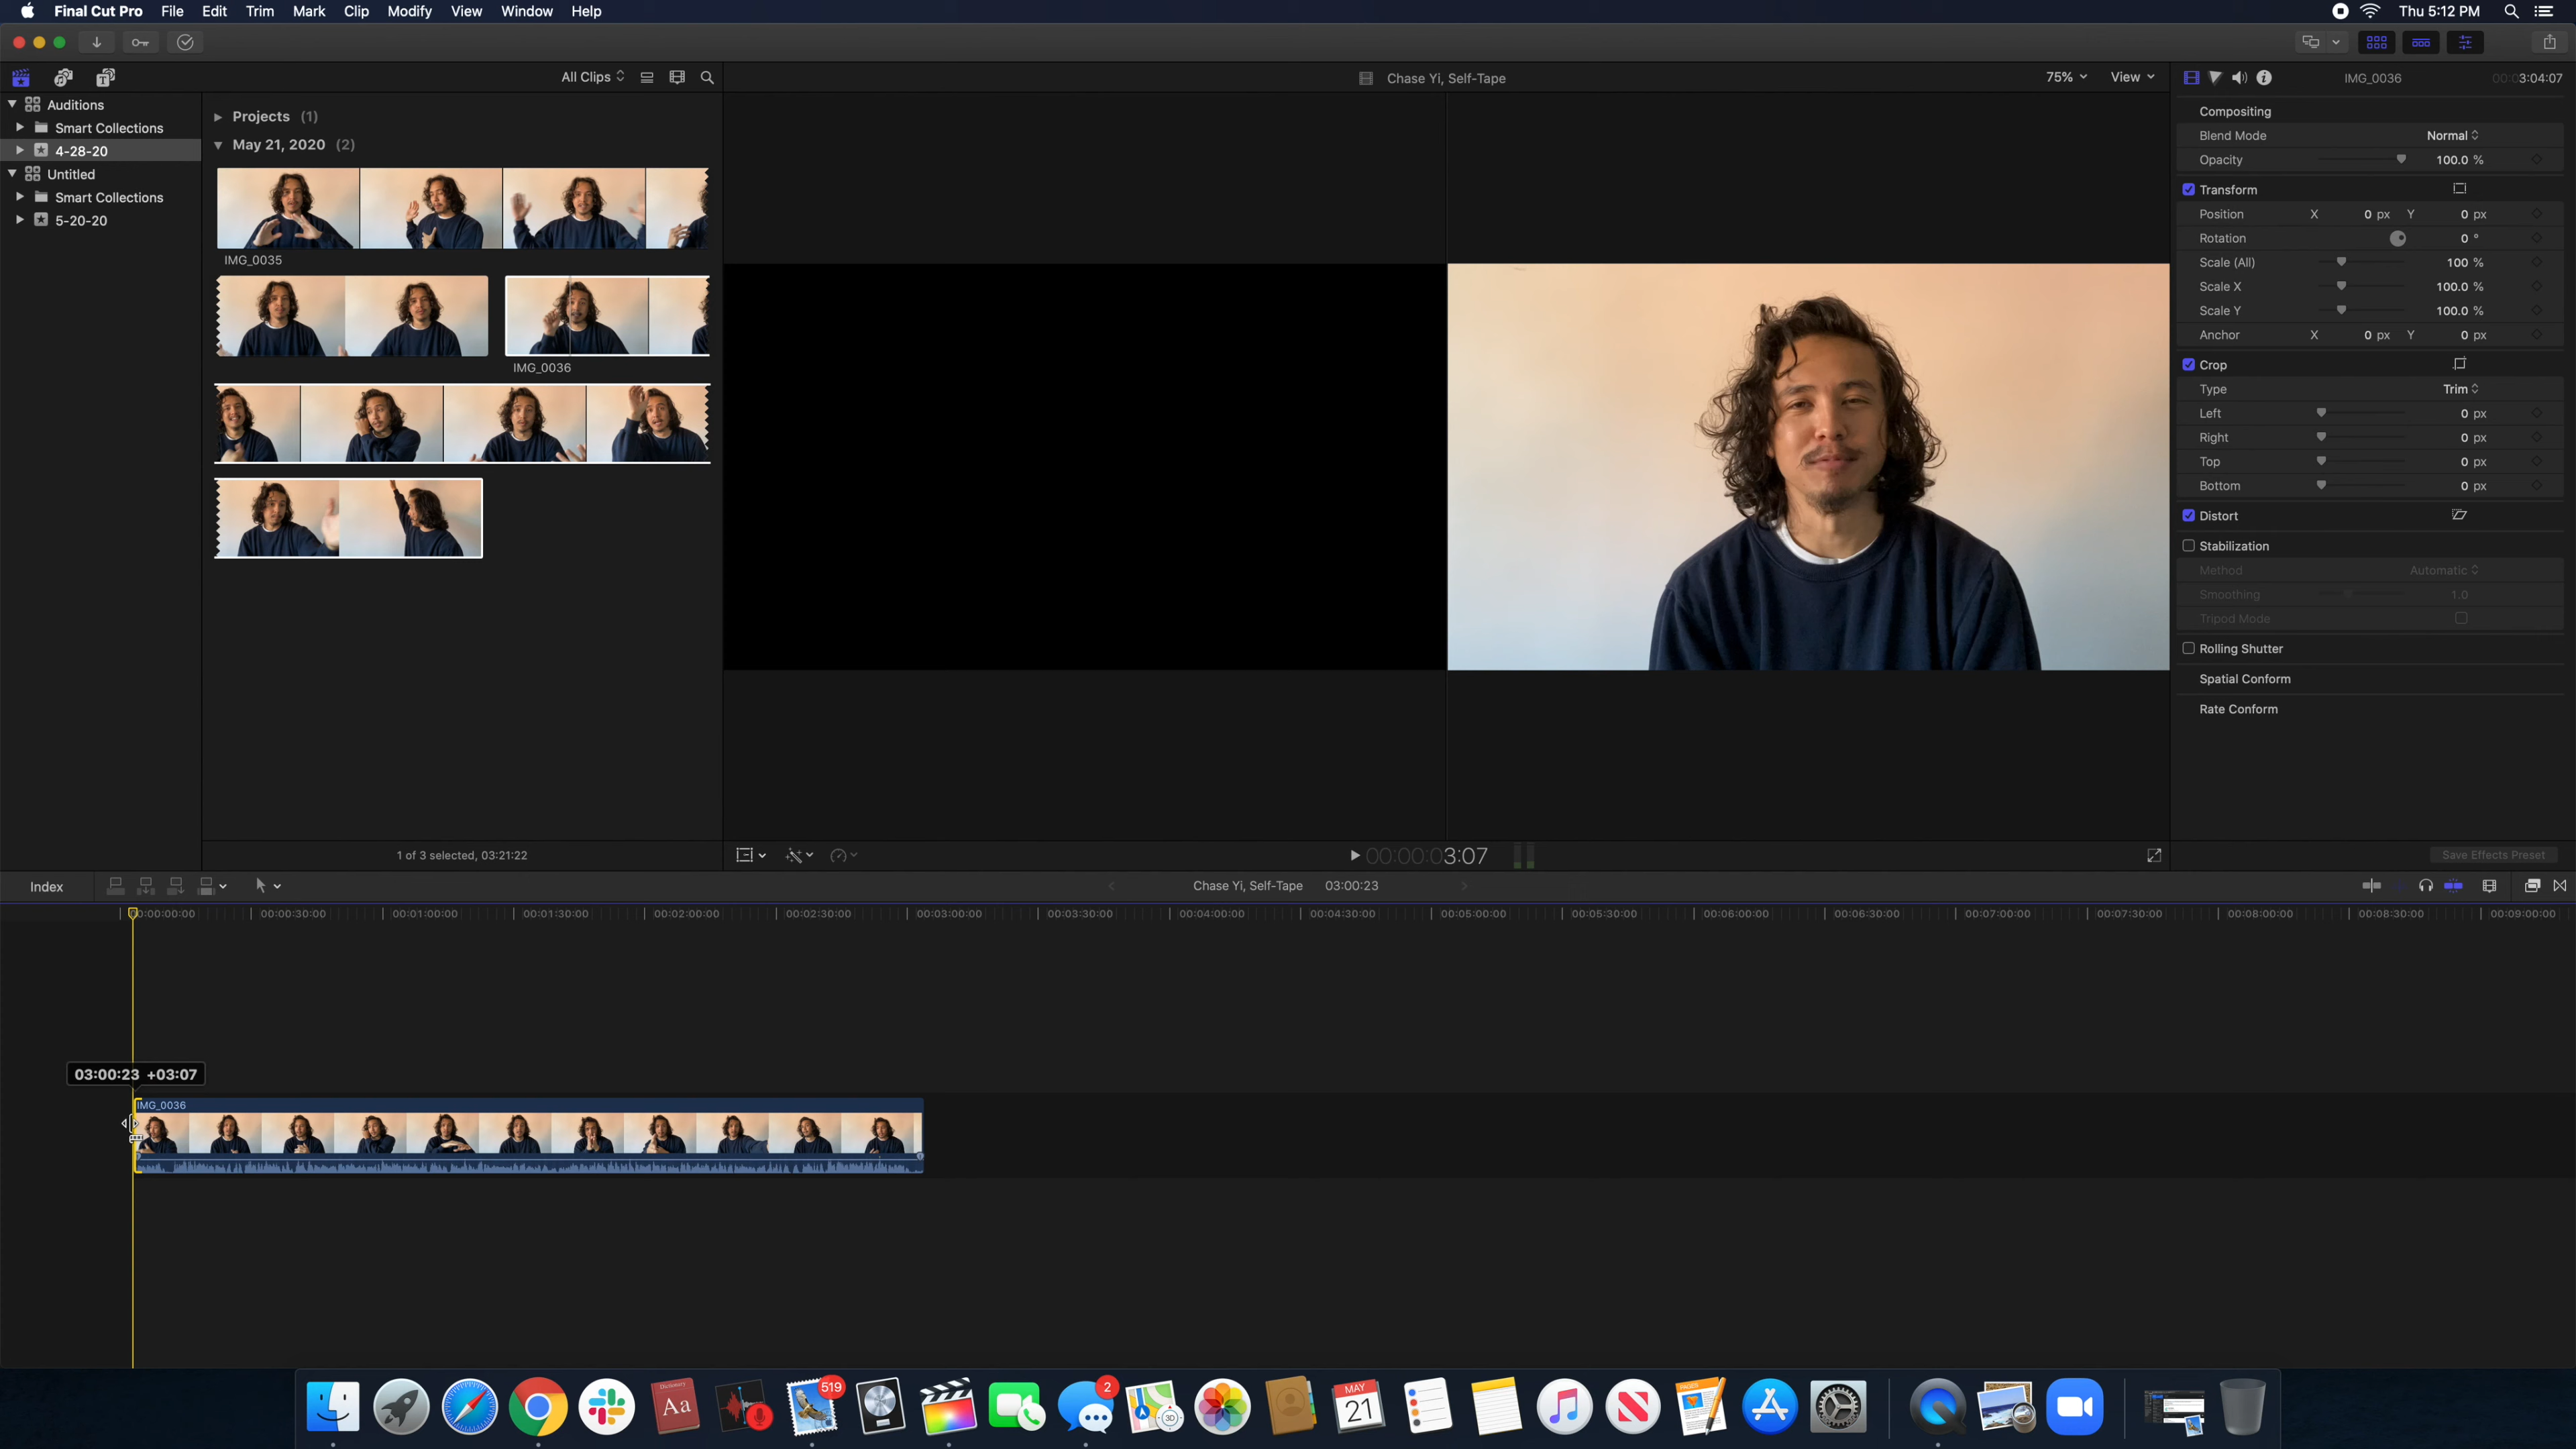 Final Cut Pro File Edit Trim Mark Clip Modify View Window Help Thu 5:12 PM
All Clips Chase Yi, Self-Tape 75% View IMG_0036 00:00:03:04:07
Auditions
Smart Collections
4-28-20
Untitled
Smart Collections
5-20-20
Projects (1)
May 21, 2020 (2)
IMG_0035
IMG_0036
1 of 3 selected, 03:21:22
00:00:00:03:07
Compositing
Blend Mode Normal
Opacity 100.0 %
Transform
Position X 0 px Y 0 px
Rotation 0 °
Scale (All) 100 %
Scale X 100.0 %
Scale Y 100.0 %
Anchor X 0 px Y 0 px
Crop
Type Trim
Left 0 px
Right 0 px
Top 0 px
Bottom 0 px
Distort
Stabilization
Method Automatic
Smoothing 1.0
Tripod Mode
Rolling Shutter
Spatial Conform
Rate Conform
Save Effects Preset
Index Chase Yi, Self-Tape 03:00:23
00:00:00:00 00:00:30:00 00:01:00:00 00:01:30:00 00:02:00:00 00:02:30:00 00:03:00:00 00:03:30:00 00:04:00:00 00:04:30:00 00:05:00:00 00:05:30:00 00:06:00:00 00:06:30:00 00:07:00:00 00:07:30:00 00:08:00:00 00:08:30:00 00:09:00:00
03:00:23 +03:07
IMG_0036
Dictionary
Aa
519
2
3D
MAY
21
PAGES